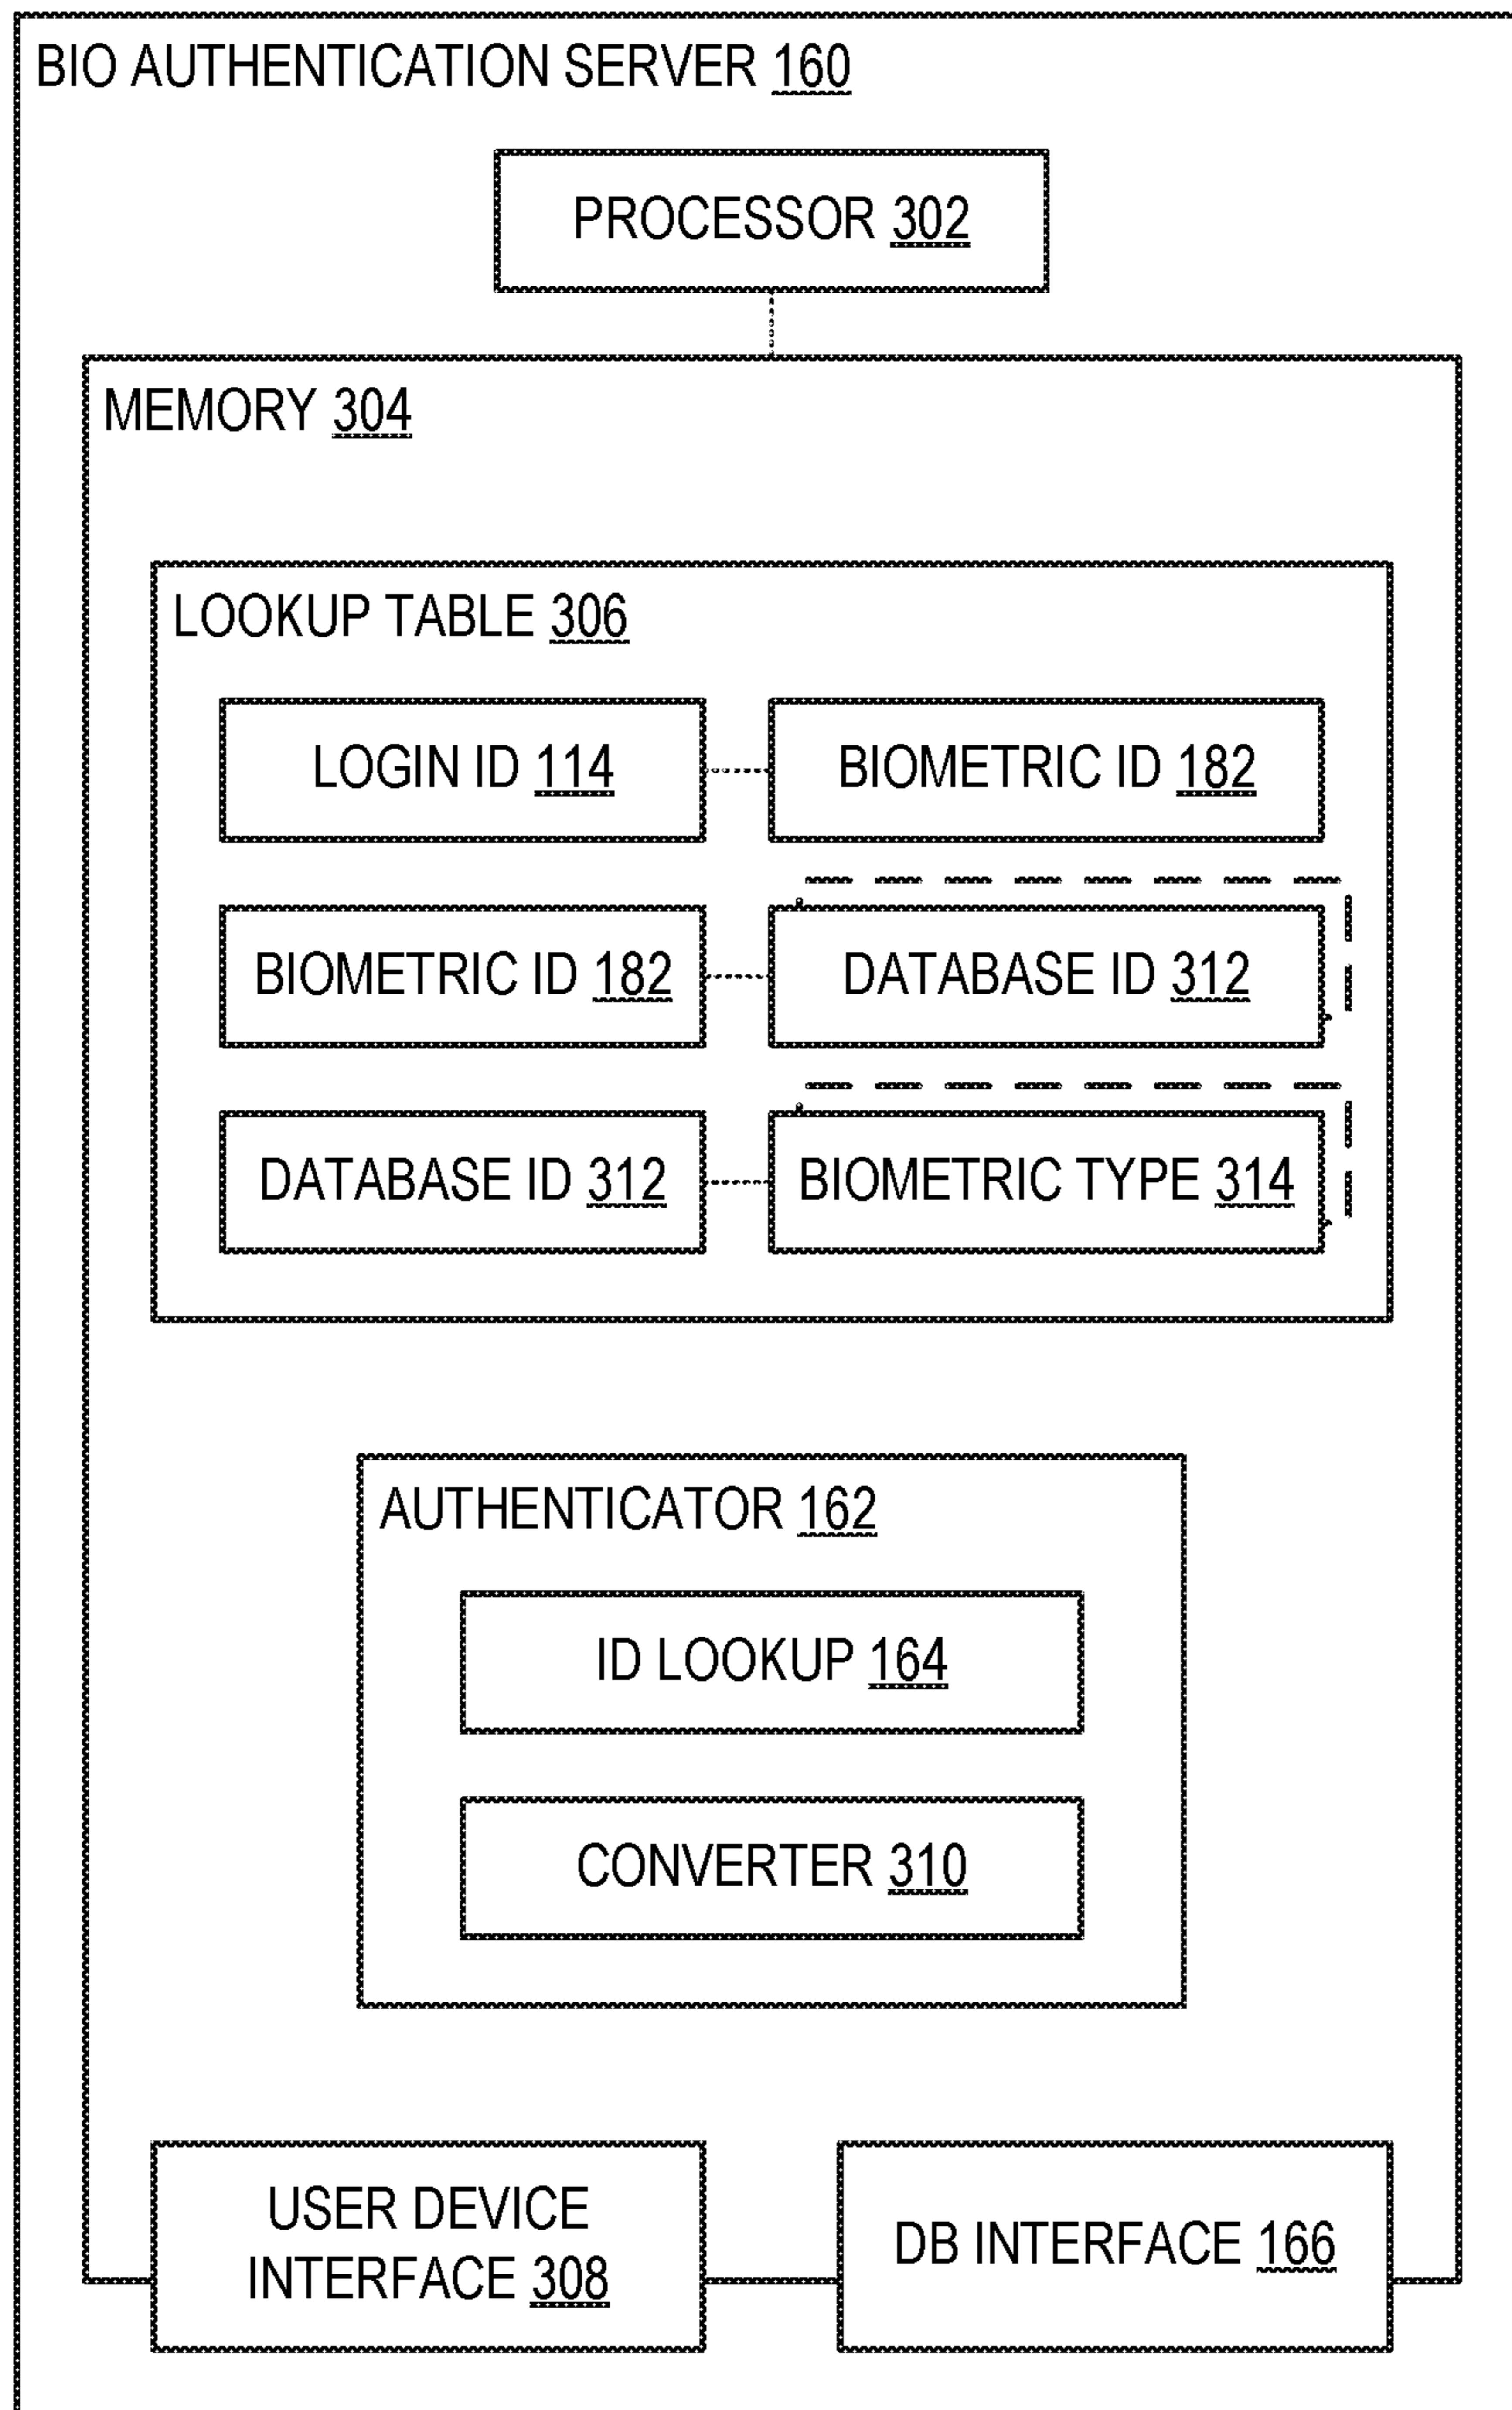 BIO AUTHENTICATION SERVER 160
PROCESSOR 302
MEMORY 304
LOOKUP TABLE 306
LOGIN ID 114
BIOMETRIC ID 182
BIOMETRIC ID 182
DATABASE ID 312
DATABASE ID 312
BIOMETRIC TYPE 314
AUTHENTICATOR 162
ID LOOKUP 164
CONVERTER 310
USER DEVICE
INTERFACE 308
DB INTERFACE 166